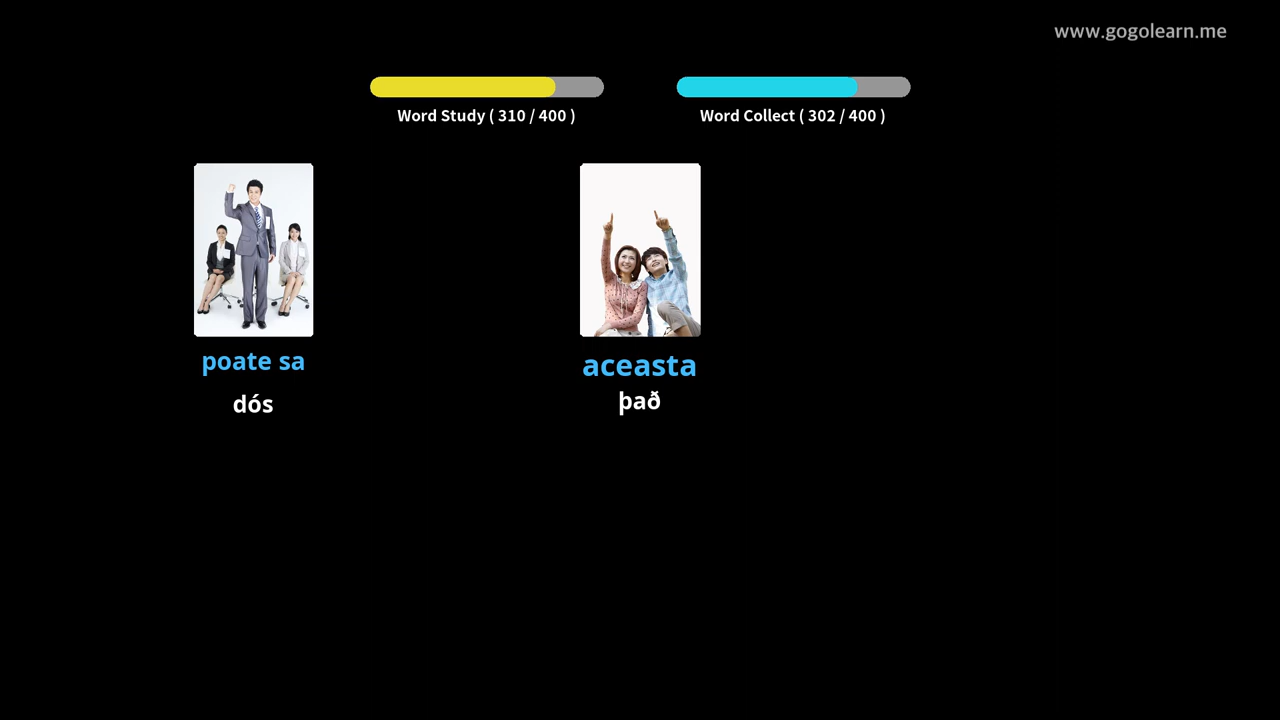 www.gogolearn.me
Word Study ( 310 / 400 )
Word Collect ( 302 / 400 )
poate sa
dós
aceasta
það